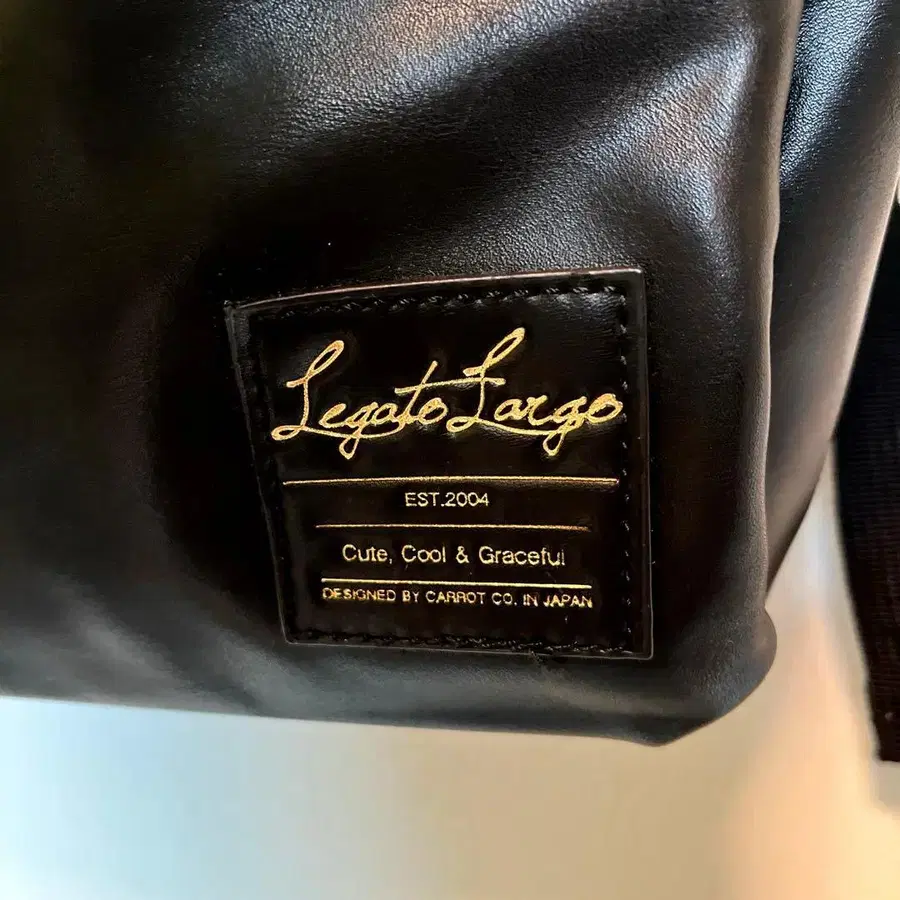 Legato Largo
EST.2004
Cute, Cool & Graceful
DESIGNED BY CARROT CO. IN JAPAN